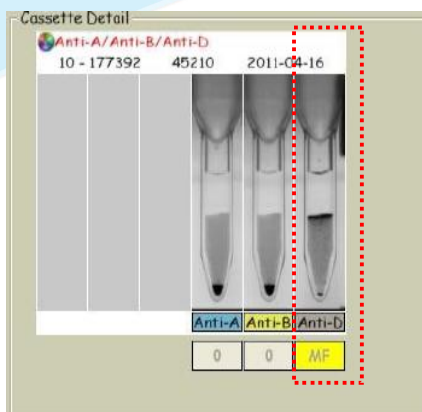 Cassette Detail
Anti-A/Anti-B/Anti-D
10 - 177392 45210 2011-04-16
Anti-A Anti-B Anti-D
0 0 MF